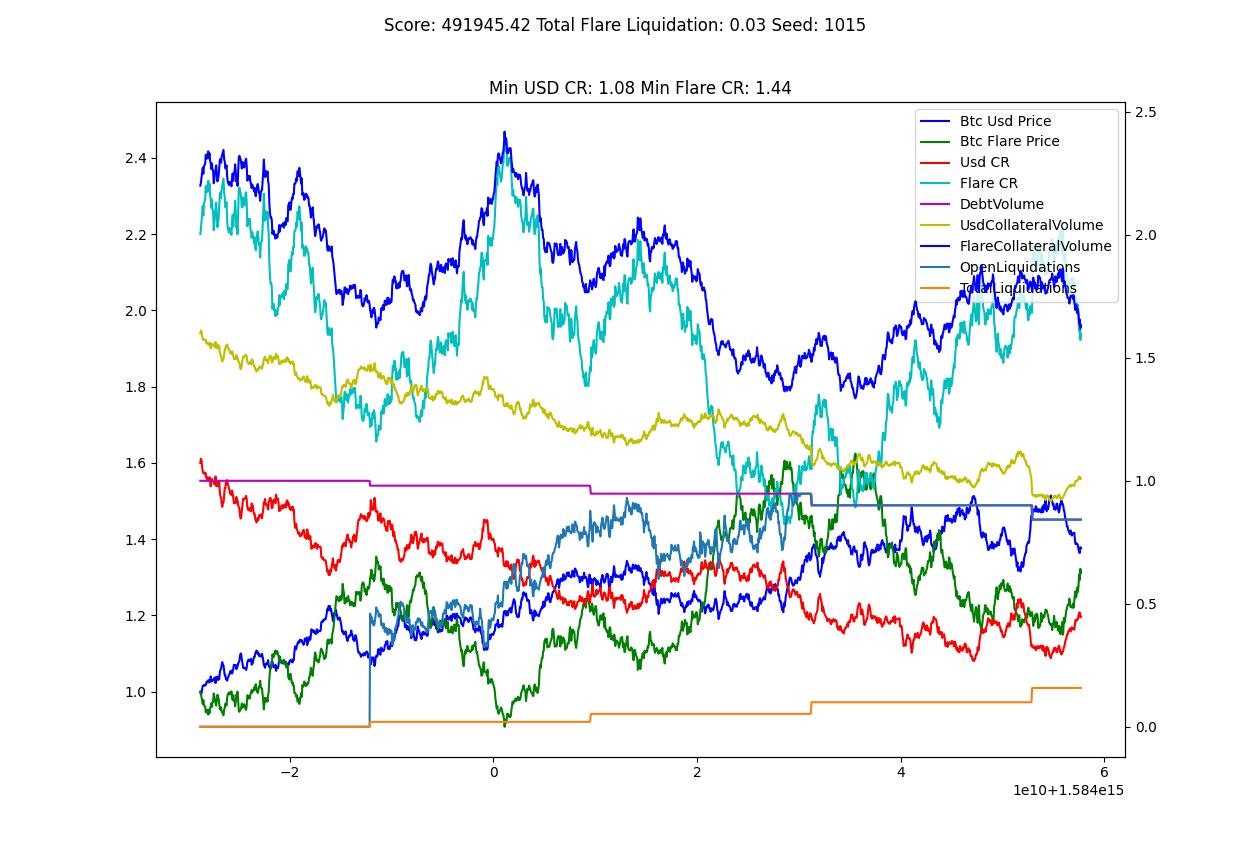 Score: 491945.42 Total Flare Liquidation: 0.03 Seed: 1015
Min USD CR: 1.08 Min Flare CR: 1.44
Btc Usd Price
Btc Flare Price
Usd CR
Flare CR
DebtVolume
UsdCollateralVolume
FlareCollateralVolume
OpenLiquidations
TotalLiquidations
2.4
2.2
2.0
1.8
1.6
1.4
1.2
1.0
2.5
2.0
1.5
1.0
0.5
0.0
−2 0 2 4 6
1e10+1.584e15